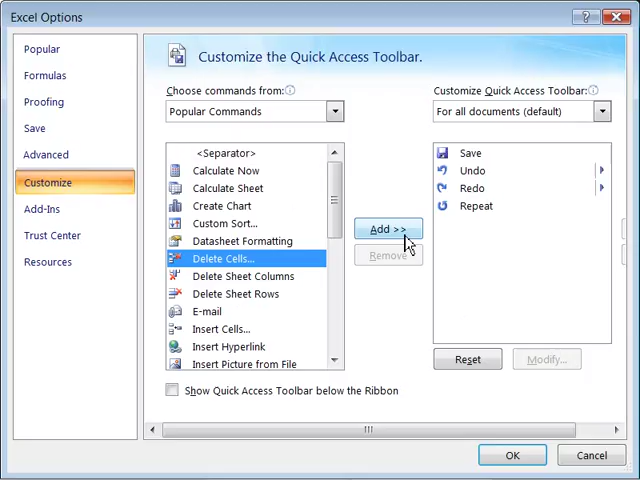 Excel Options
Popular
Formulas
Proofing
Save
Advanced
Customize
Add-Ins
Trust Center
Resources
Customize the Quick Access Toolbar.
Choose commands from:
Popular Commands
<Separator>
Calculate Now
Calculate Sheet
Create Chart
Custom Sort...
Datasheet Formatting
Delete Cells...
Delete Sheet Columns
Delete Sheet Rows
E-mail
Insert Cells...
Insert Hyperlink
Insert Picture from File
Add >>
Remove
Customize Quick Access Toolbar:
For all documents (default)
Save
Undo
Redo
Repeat
Reset
Modify...
Show Quick Access Toolbar below the Ribbon
OK
Cancel